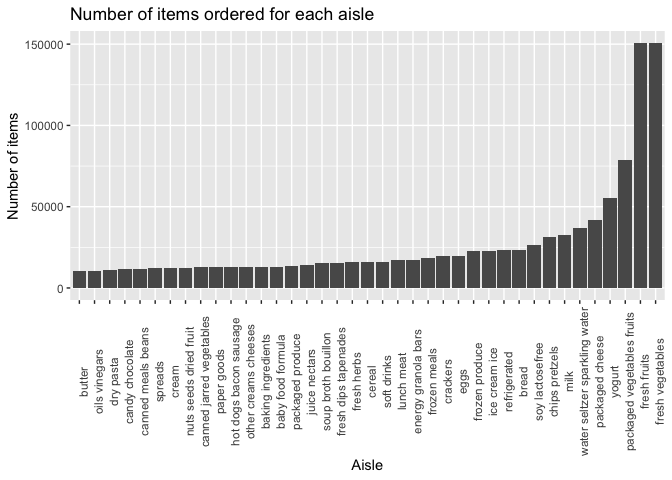 Number of items ordered for each aisle
Number of items
150000
100000
50000
0
butter
oils vinegars
dry pasta
candy chocolate
canned meals beans
spreads
cream
nuts seeds dried fruit
canned jarred vegetables
paper goods
hot dogs bacon sausage
other creams cheeses
baking ingredients
baby food formula
packaged produce
juice nectars
soup broth bouillon
fresh dips tapenades
fresh herbs
cereal
soft drinks
lunch meat
energy granola bars
frozen meals
crackers
eggs
frozen produce
ice cream ice
refrigerated
bread
soy lactosefree
chips pretzels
milk
water seltzer sparkling water
packaged cheese
yogurt
packaged vegetables fruits
fresh fruits
fresh vegetables
Aisle